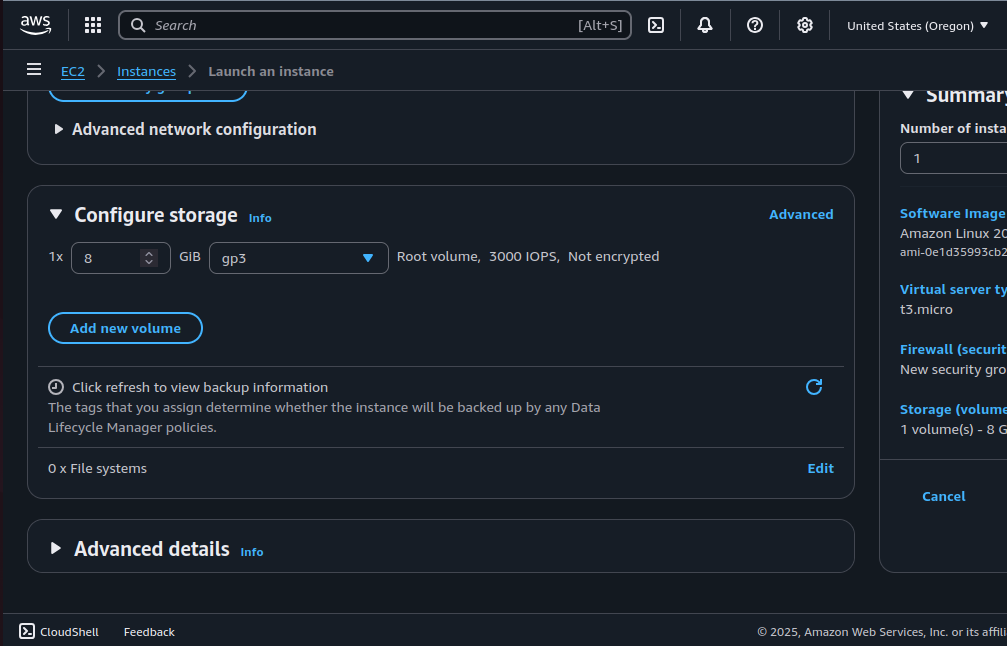 aws
Search [Alt+S]
United States (Oregon)
EC2 Instances Launch an instance
Advanced network configuration
Configure storage Info
Advanced
1x 8 GiB gp3 Root volume, 3000 IOPS, Not encrypted
Add new volume
Click refresh to view backup information
The tags that you assign determine whether the instance will be backed up by any Data
Lifecycle Manager policies.
0 x File systems
Edit
Advanced details Info
Summary
Number of insta
1
Software Image
Amazon Linux 20
ami-0e1d35993cb2
Virtual server ty
t3.micro
Firewall (securit
New security gro
Storage (volume
1 volume(s) - 8 G
Cancel
CloudShell Feedback
© 2025, Amazon Web Services, Inc. or its affili